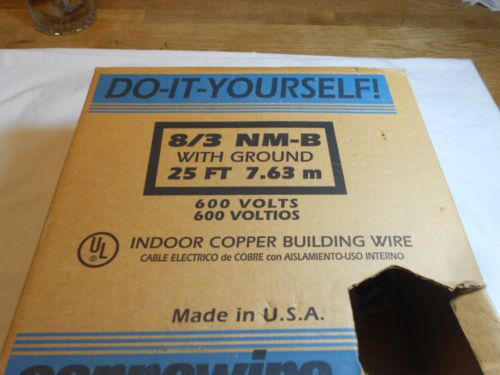 DO-IT-YOURSELF!
8/3 NM-B
WITH GROUND
25 FT 7.63 m
600 VOLTS
600 VOLTIOS
UL
INDOOR COPPER BUILDING WIRE
CABLE ELECTRICO de COBRE con AISLAMIENTO-USO INTERNO
Made in U.S.A.